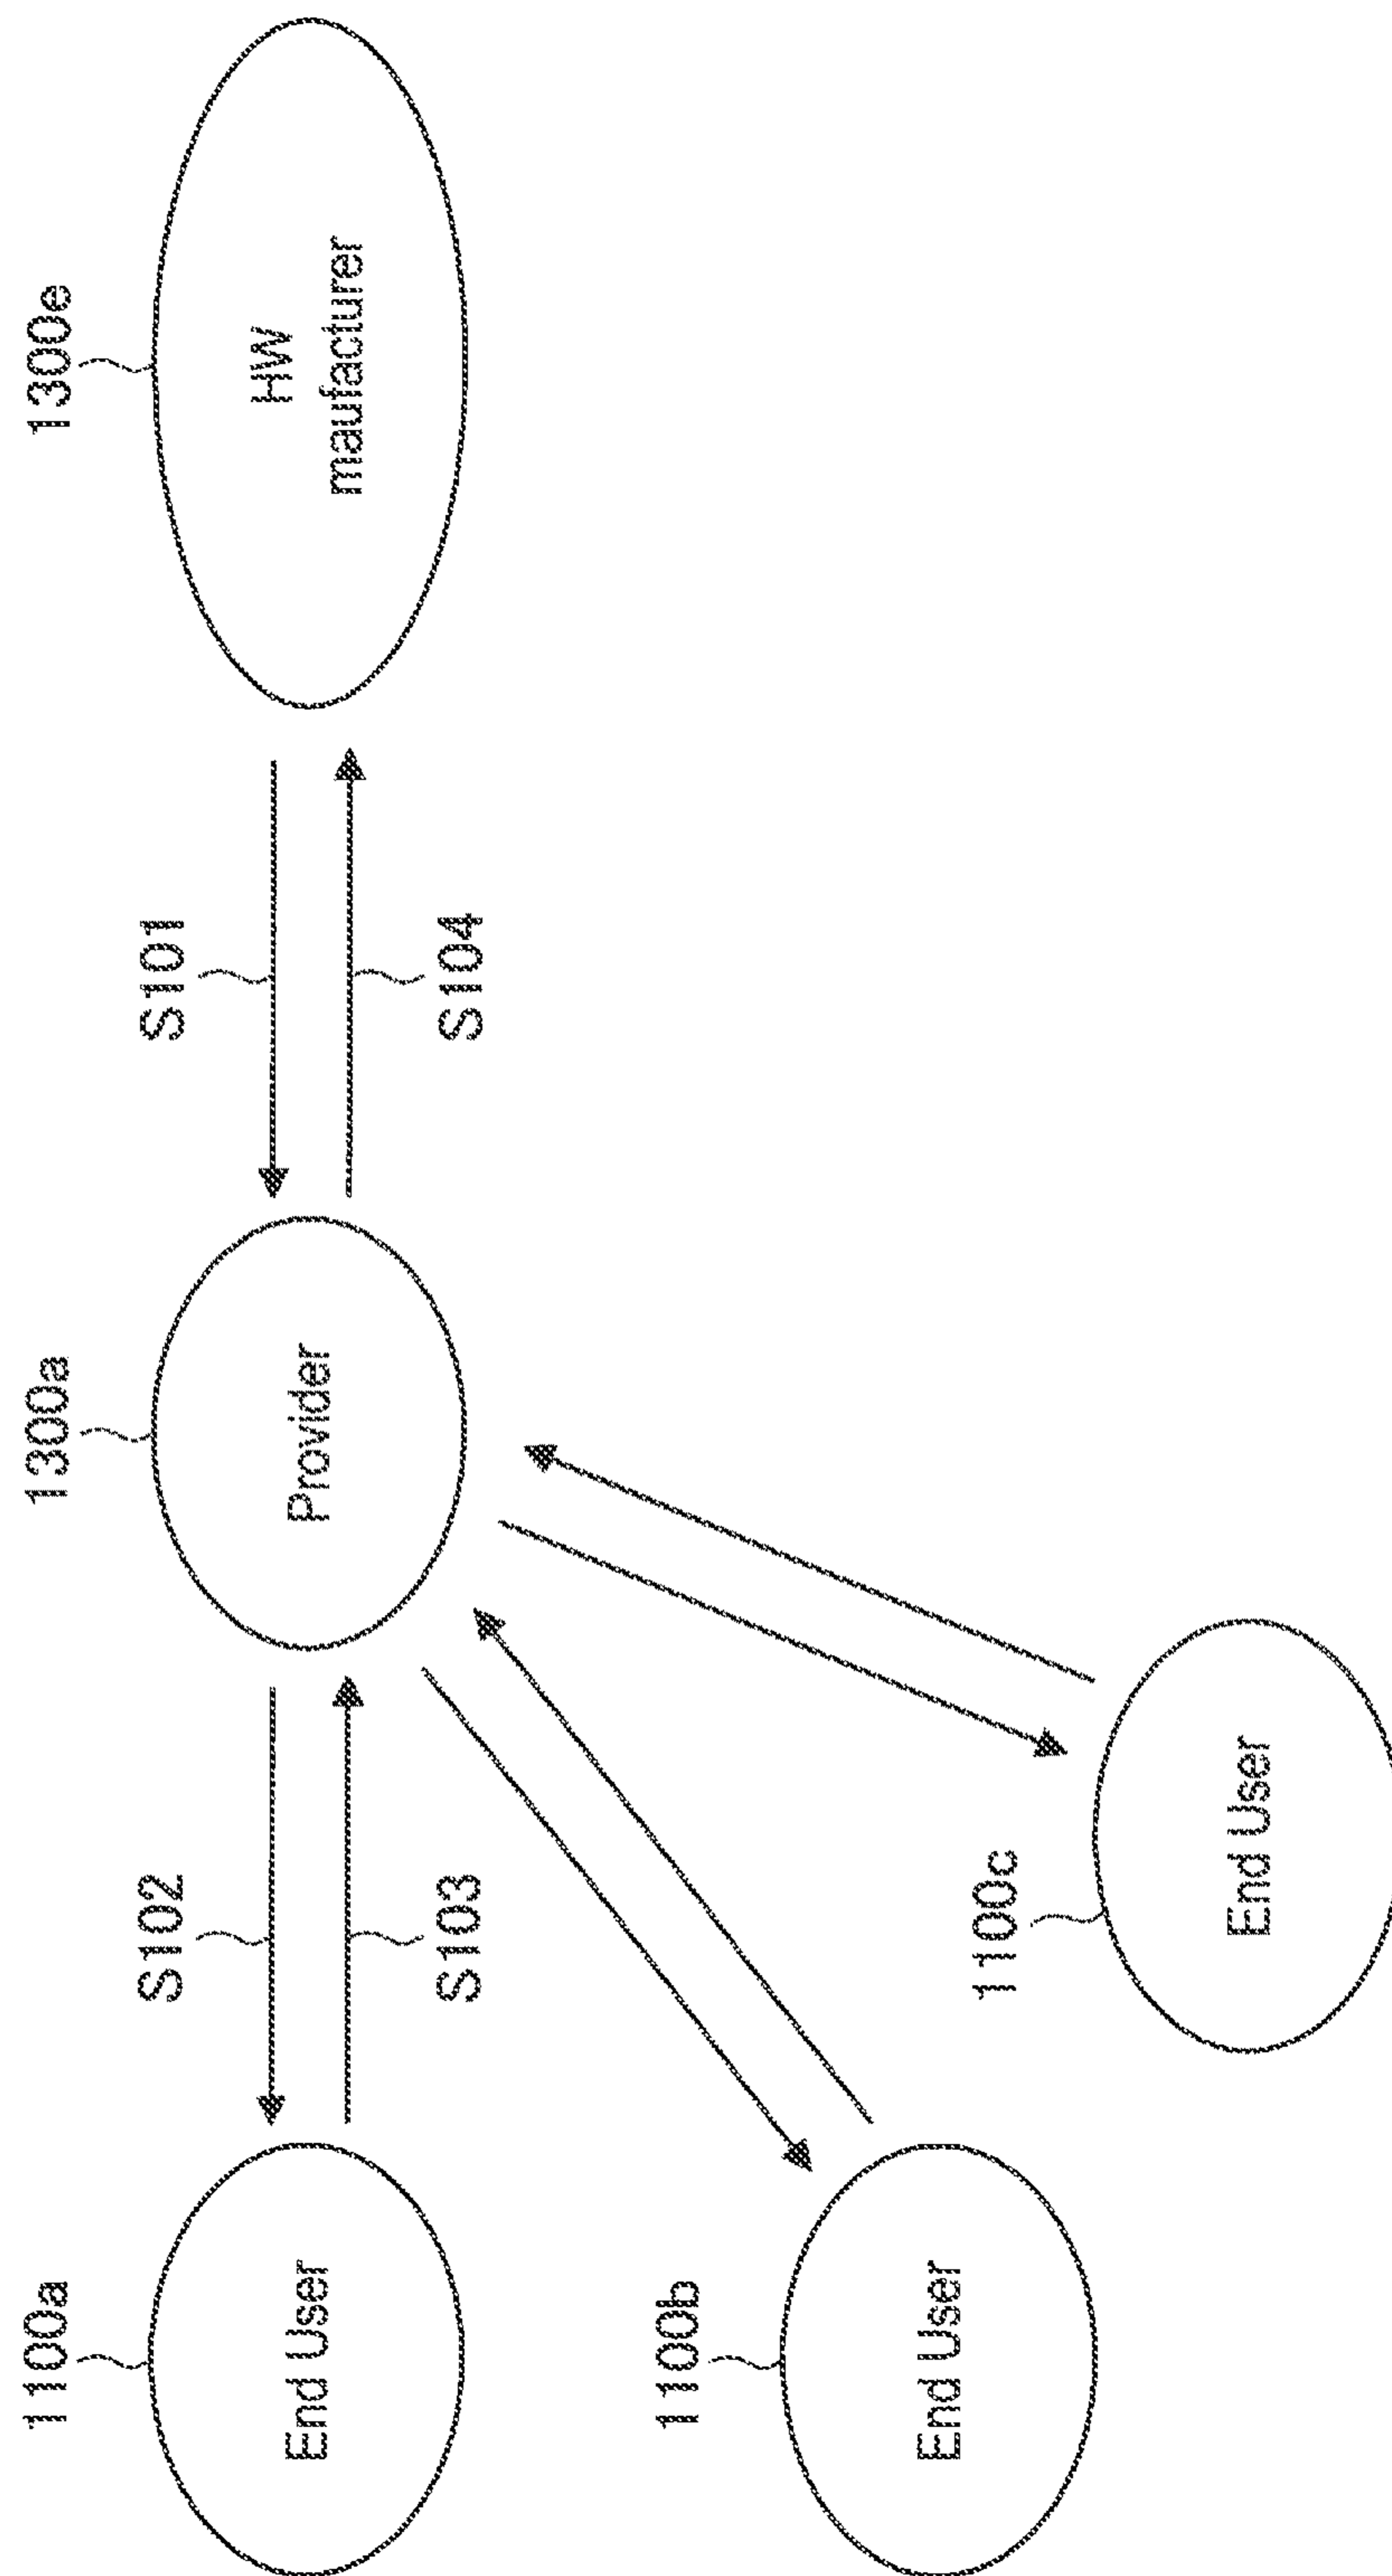 1100a
End User
S102
S103
1300a
Provider
S101
S104
1300e
HW
maufacturer
1100b
End User
1100c
End User